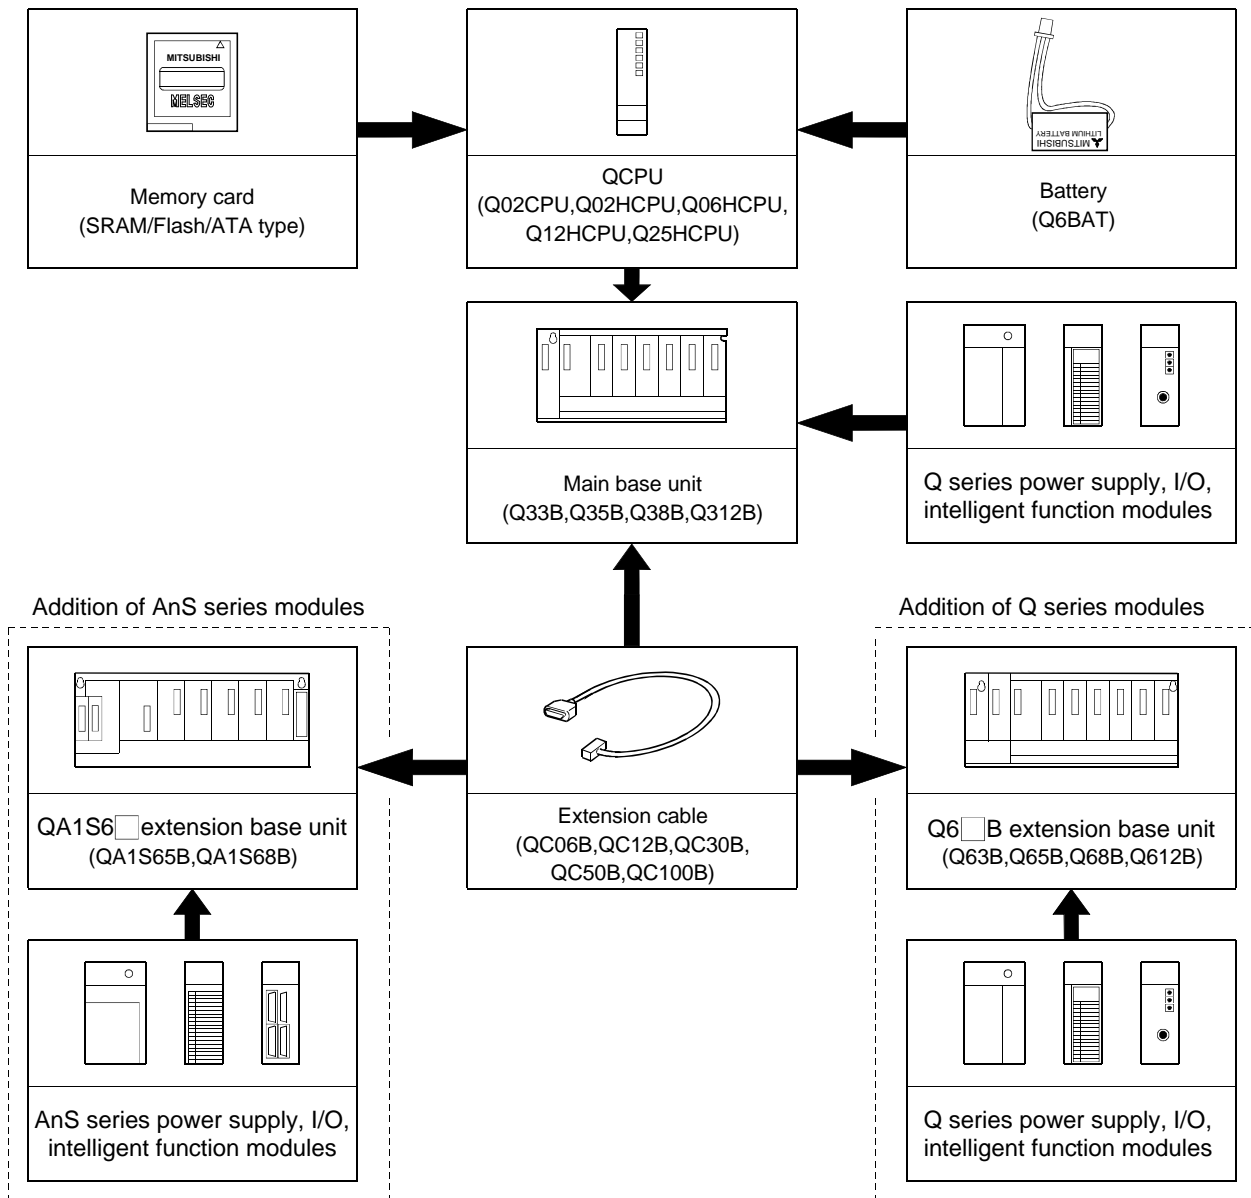 MITSUBISHI
MELSEC
MITSUBISHI
LITHIUM BATTERY
Memory card
(SRAM/Flash/ATA type)
QCPU
(Q02CPU,Q02HCPU,Q06HCPU,
Q12HCPU,Q25HCPU)
Battery
(Q6BAT)
Main base unit
(Q33B,Q35B,Q38B,Q312B)
Q series power supply, I/O,
intelligent function modules
Addition of AnS series modules
Addition of Q series modules
QA1S6□extension base unit
(QA1S65B,QA1S68B)
Extension cable
(QC06B,QC12B,QC30B,
QC50B,QC100B)
Q6□B extension base unit
(Q63B,Q65B,Q68B,Q612B)
AnS series power supply, I/O,
intelligent function modules
Q series power supply, I/O,
intelligent function modules